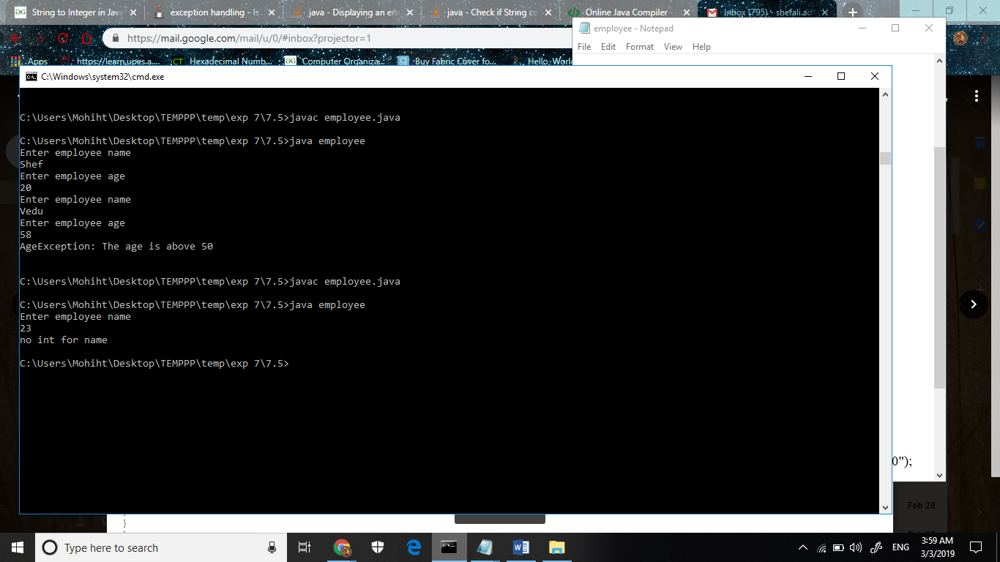 String to Integer in Java
exception handling - Is
java - Displaying an err
java - Check if String co
Online Java Compiler -
Inbox (795) - shefali.ad
https://mail.google.com/mail/u/0/#inbox?projector=1
Apps
https://learn.upes.a...
CT Hexadecimal Numb...
Computer Organiza...
Buy Fabric Cover fo...
Hello, World
employee - Notepad
File Edit Format View Help
C:\Windows\system32\cmd.exe
C:\Users\Mohiht\Desktop\TEMPPP\temp\exp 7\7.5>javac employee.java
C:\Users\Mohiht\Desktop\TEMPPP\temp\exp 7\7.5>java employee
Enter employee name
Shef
Enter employee age
20
Enter employee name
Vedu
Enter employee age
58
AgeException: The age is above 50
C:\Users\Mohiht\Desktop\TEMPPP\temp\exp 7\7.5>javac employee.java
C:\Users\Mohiht\Desktop\TEMPPP\temp\exp 7\7.5>java employee
Enter employee name
23
no int for name
C:\Users\Mohiht\Desktop\TEMPPP\temp\exp 7\7.5>
0");
Feb 28
}
Type here to search
ENG
3:59 AM
3/3/2019